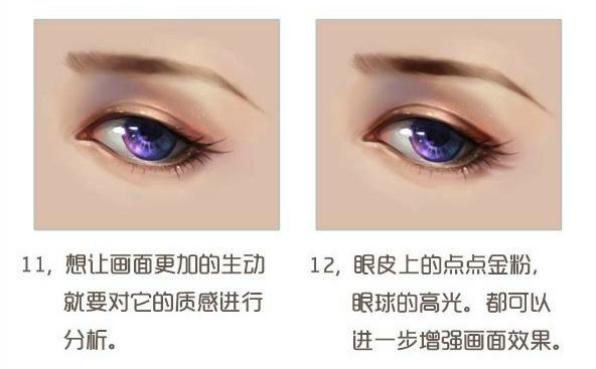 11, 想让画面更加的生动
就要对它的质感进行
分析。
12, 眼皮上的点点金粉,
眼球的高光。都可以
进一步增强画面效果。